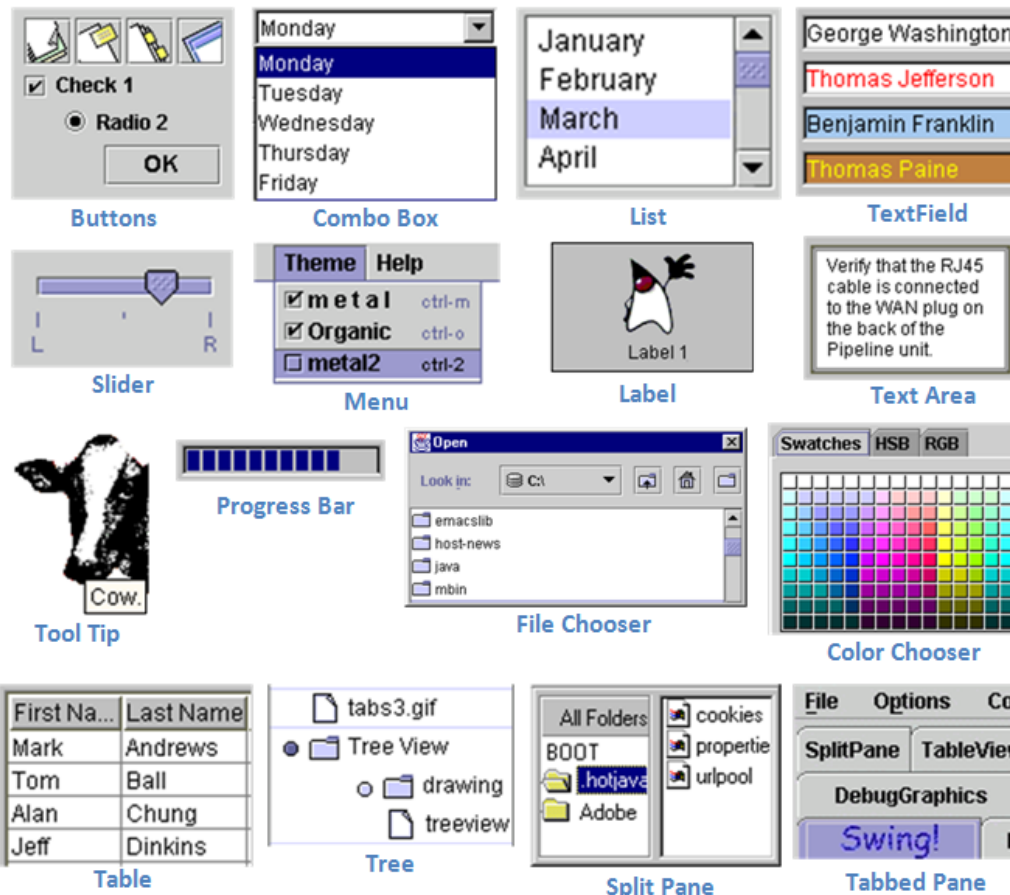 Check 1
Radio 2
OK
Buttons
Monday
Monday
Tuesday
Wednesday
Thursday
Friday
Combo Box
January
February
March
April
List
George Washington
Thomas Jefferson
Benjamin Franklin
Thomas Paine
TextField
L
R
Slider
Theme Help
metal ctrl-m
Organic ctrl-o
metal2 ctrl-2
Menu
Label 1
Label
Verify that the RJ45
cable is connected
to the WAN plug on
the back of the
Pipeline unit.
Text Area
Cow.
Tool Tip
Progress Bar
Open
Look in: C:\
emacslib
host-news
java
mbin
File Chooser
Swatches HSB RGB
Color Chooser
First Na... Last Name
Mark Andrews
Tom Ball
Alan Chung
Jeff Dinkins
Table
tabs3.gif
Tree View
drawing
treeview
Tree
All Folders
BOOT
.hotjava
Adobe
cookies
propertie
urlpool
Split Pane
File Options Co
SplitPane TableVie
DebugGraphics
Swing!
Tabbed Pane